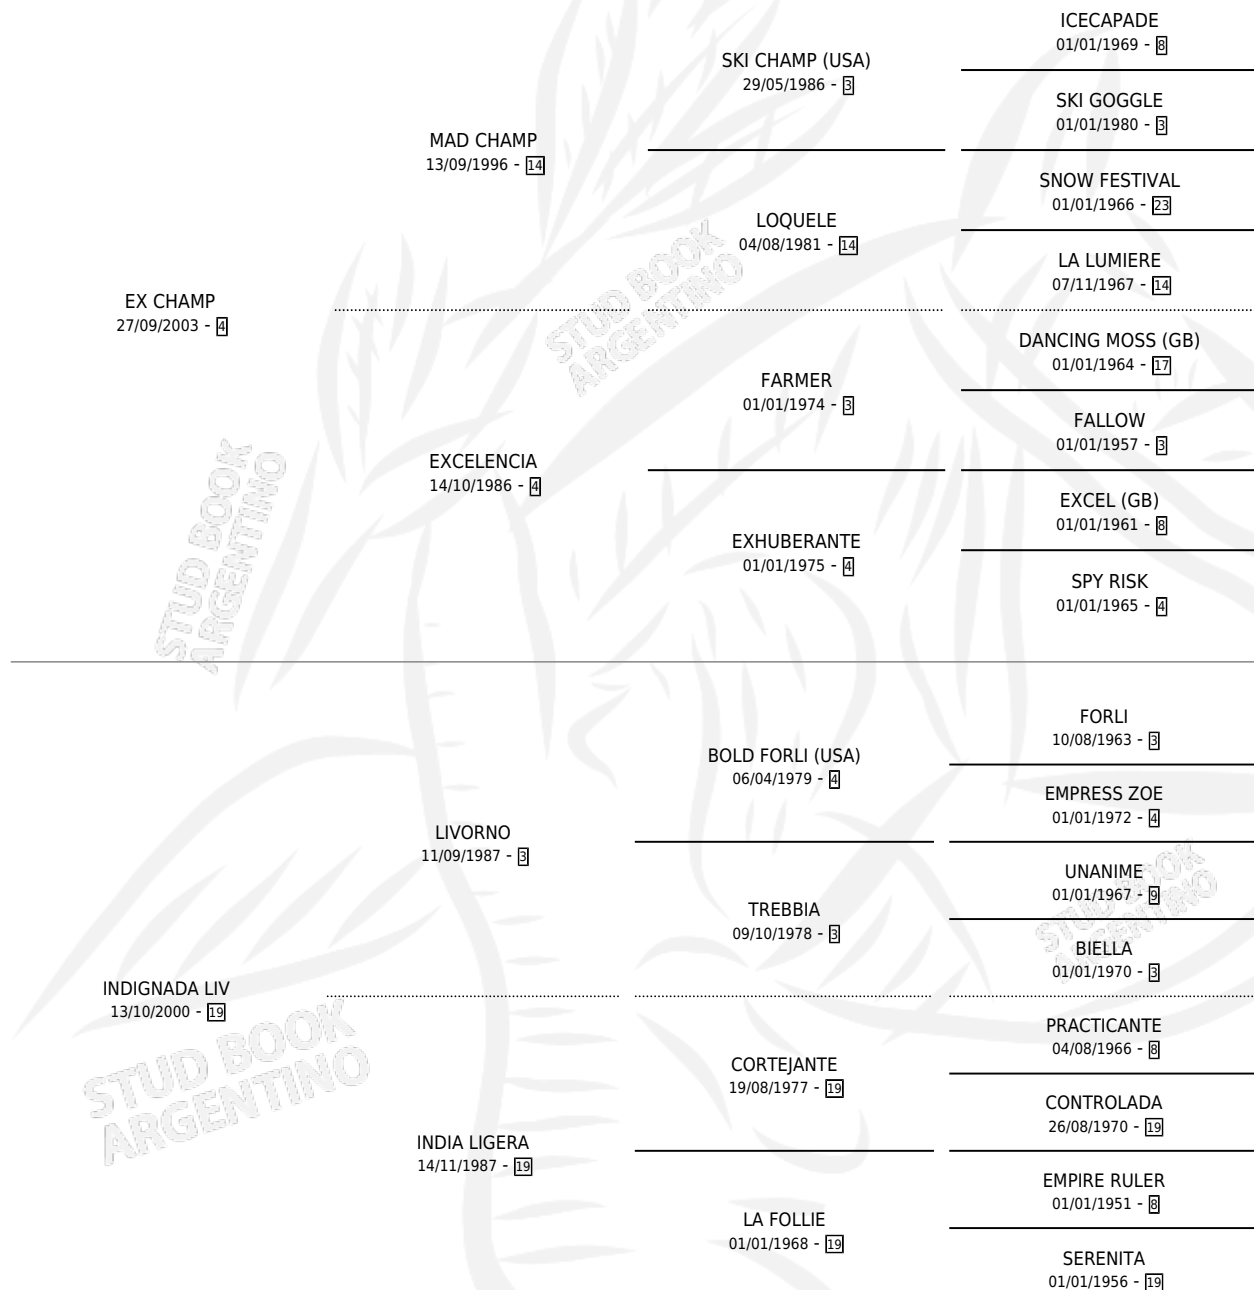 ICECAPADE
01/01/1969 - 8
SKI CHAMP (USA)
29/05/1986 - 3
SKI GOGGLE
01/01/1980 - 3
MAD CHAMP
13/09/1996 - 14
SNOW FESTIVAL
01/01/1966 - 23
LOQUELE
04/08/1981 - 14
LA LUMIERE
07/11/1967 - 14
EX CHAMP
27/09/2003 - 4
DANCING MOSS (GB)
01/01/1964 - 17
FARMER
01/01/1974 - 3
FALLOW
01/01/1957 - 3
EXCELENCIA
14/10/1986 - 4
EXCEL (GB)
01/01/1961 - 8
EXHUBERANTE
01/01/1975 - 4
SPY RISK
01/01/1965 - 4
FORLI
10/08/1963 - 3
BOLD FORLI (USA)
06/04/1979 - 4
EMPRESS ZOE
01/01/1972 - 4
LIVORNO
11/09/1987 - 3
UNANIME
01/01/1967 - 9
TREBBIA
09/10/1978 - 3
BIELLA
01/01/1970 - 3
INDIGNADA LIV
13/10/2000 - 19
PRACTICANTE
04/08/1966 - 8
CORTEJANTE
19/08/1977 - 19
CONTROLADA
26/08/1970 - 19
INDIA LIGERA
14/11/1987 - 19
EMPIRE RULER
01/01/1951 - 8
LA FOLLIE
01/01/1968 - 19
SERENITA
01/01/1956 - 19
STUD BOOK
ARGENTINO
STUD BOOK
ARGENTINO
STUD BOOK
ARGENTINO
STUD BOOK
ARGENTINO